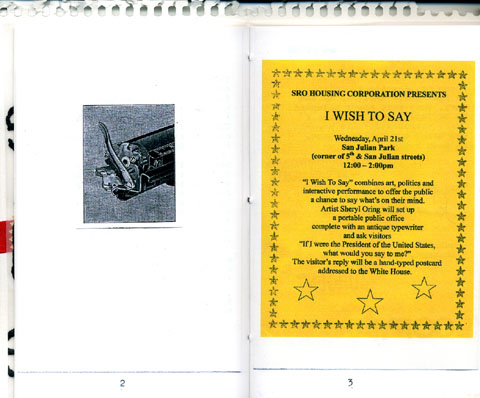 SRO HOUSING CORPORATION PRESENTS
I WISH TO SAY
Wednesday, April 21st
San Julian Park
(corner of 5th & San Julian streets)
12:00 – 2:00pm
"I Wish To Say" combines art, politics and
interactive performance to offer the public
a chance to say what's on their mind.
Artist Sheryl Oring will set up
a portable public office
complete with an antique typewriter
and ask visitors
"If I were the President of the United States,
what would you say to me?"
The visitor's reply will be a hand-typed postcard
addressed to the White House.
2
3